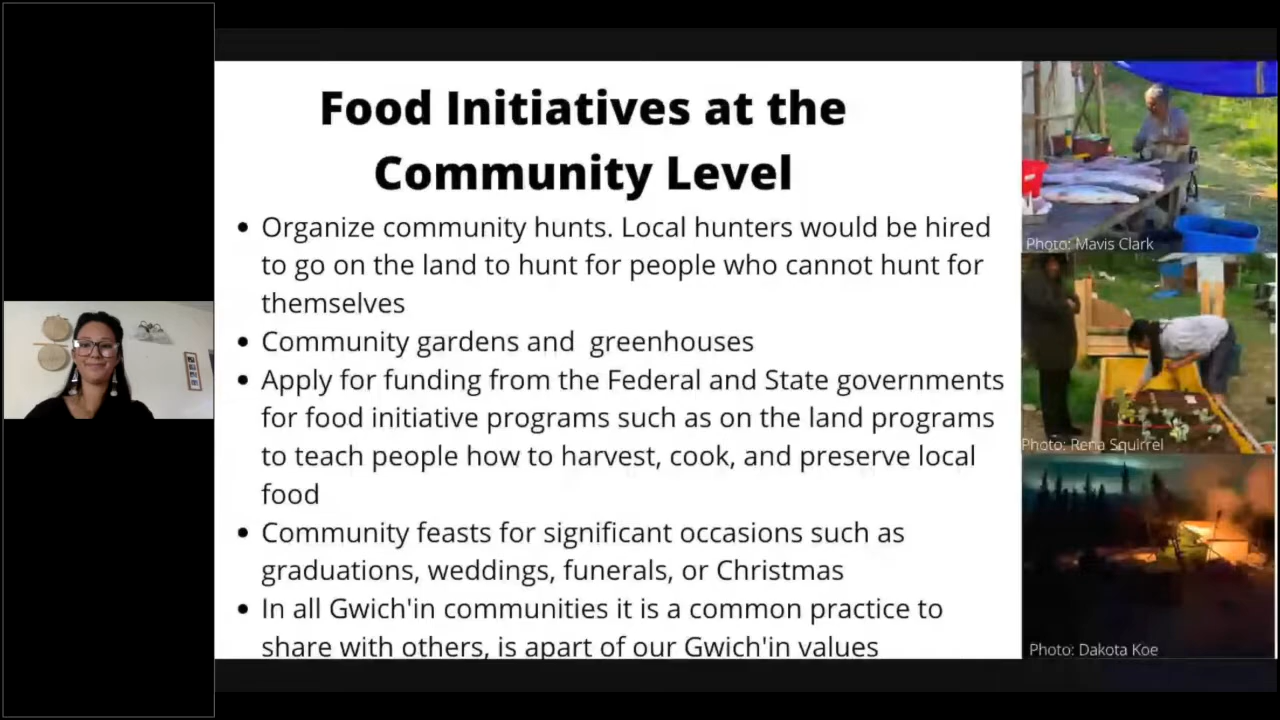 Food Initiatives at the
Community Level
• Organize community hunts. Local hunters would be hired
to go on the land to hunt for people who cannot hunt for
themselves
• Community gardens and  greenhouses
• Apply for funding from the Federal and State governments
for food initiative programs such as on the land programs
to teach people how to harvest, cook, and preserve local
food
• Community feasts for significant occasions such as
graduations, weddings, funerals, or Christmas
• In all Gwich'in communities it is a common practice to
share with others, is apart of our Gwich'in values
Photo: Mavis Clark
Photo: Rena Squirrel
Photo: Dakota Koe